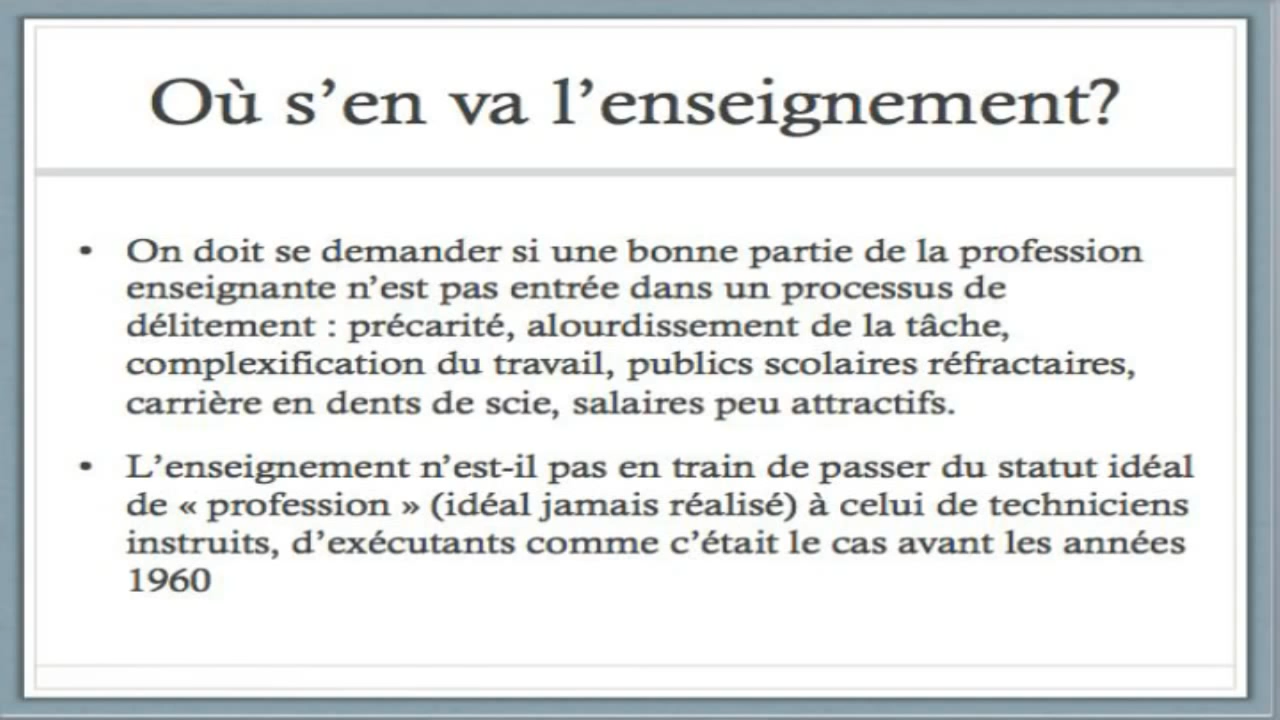 Où s’en va l’enseignement?
• On doit se demander si une bonne partie de la profession
enseignante n’est pas entrée dans un processus de
délitement : précarité, alourdissement de la tâche,
complexification du travail, publics scolaires réfractaires,
carrière en dents de scie, salaires peu attractifs.
• L’enseignement n’est-il pas en train de passer du statut idéal
de « profession » (idéal jamais réalisé) à celui de techniciens
instruits, d’exécutants comme c’était le cas avant les années
1960